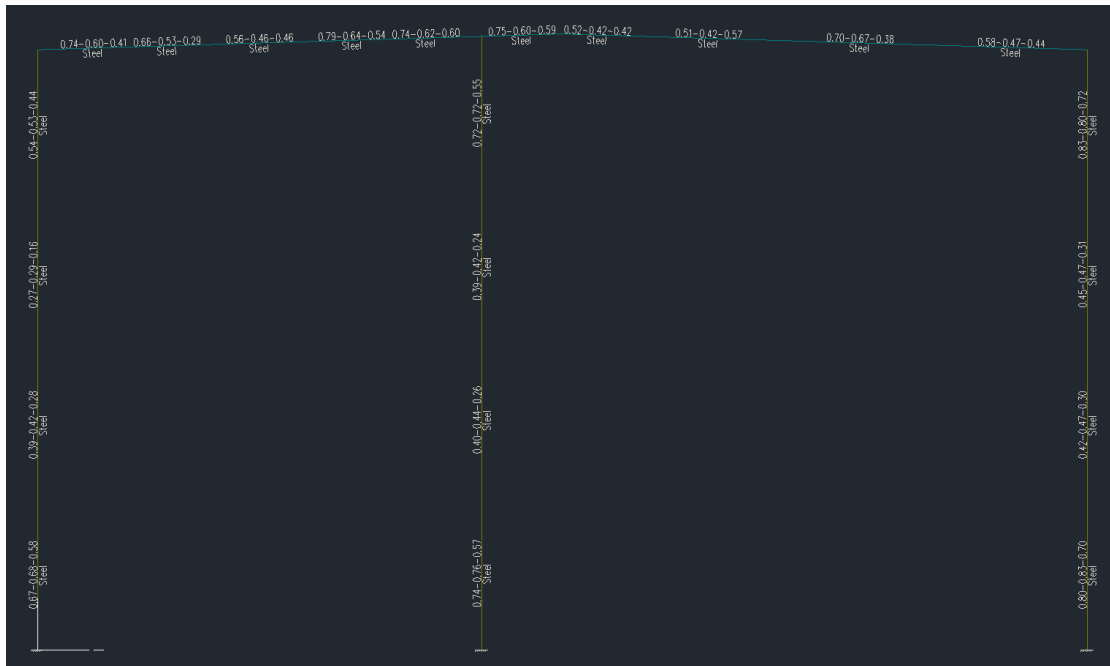 0.74-0.60-0.41
Steel
0.66-0.53-0.29
Steel
0.56-0.46-0.46
Steel
0.79-0.64-0.54
Steel
0.74-0.62-0.60
Steel
0.75-0.60-0.59
Steel
0.52-0.42-0.42
Steel
0.51-0.42-0.57
Steel
0.70-0.67-0.38
Steel
0.58-0.47-0.44
Steel
0.54-0.53-0.44
Steel
0.72-0.72-0.55
Steel
0.83-0.80-0.72
Steel
0.27-0.29-0.16
Steel
0.39-0.42-0.24
Steel
0.45-0.47-0.31
Steel
0.39-0.42-0.28
Steel
0.40-0.44-0.26
Steel
0.42-0.47-0.30
Steel
0.67-0.68-0.58
Steel
0.74-0.76-0.57
Steel
0.80-0.83-0.70
Steel